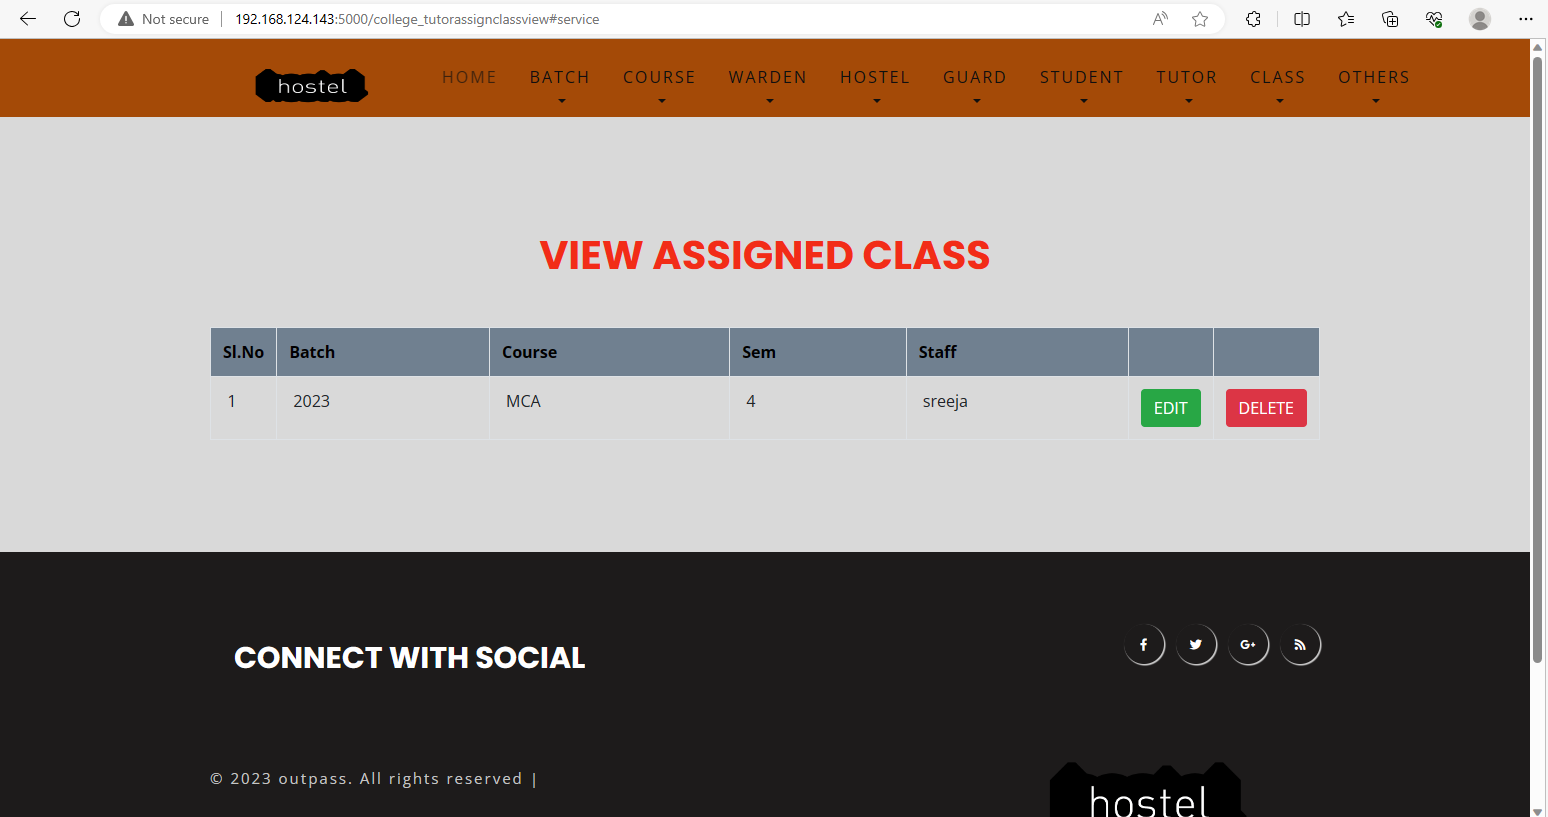 Not secure 192.168.124.143:5000/college_tutorassignclassview#service
hostel HOME BATCH COURSE WARDEN HOSTEL GUARD STUDENT TUTOR CLASS OTHERS
VIEW ASSIGNED CLASS
Sl.No Batch Course Sem Staff
1 2023 MCA 4 sreeja EDIT DELETE
CONNECT WITH SOCIAL
© 2023 outpass. All rights reserved |
hostel